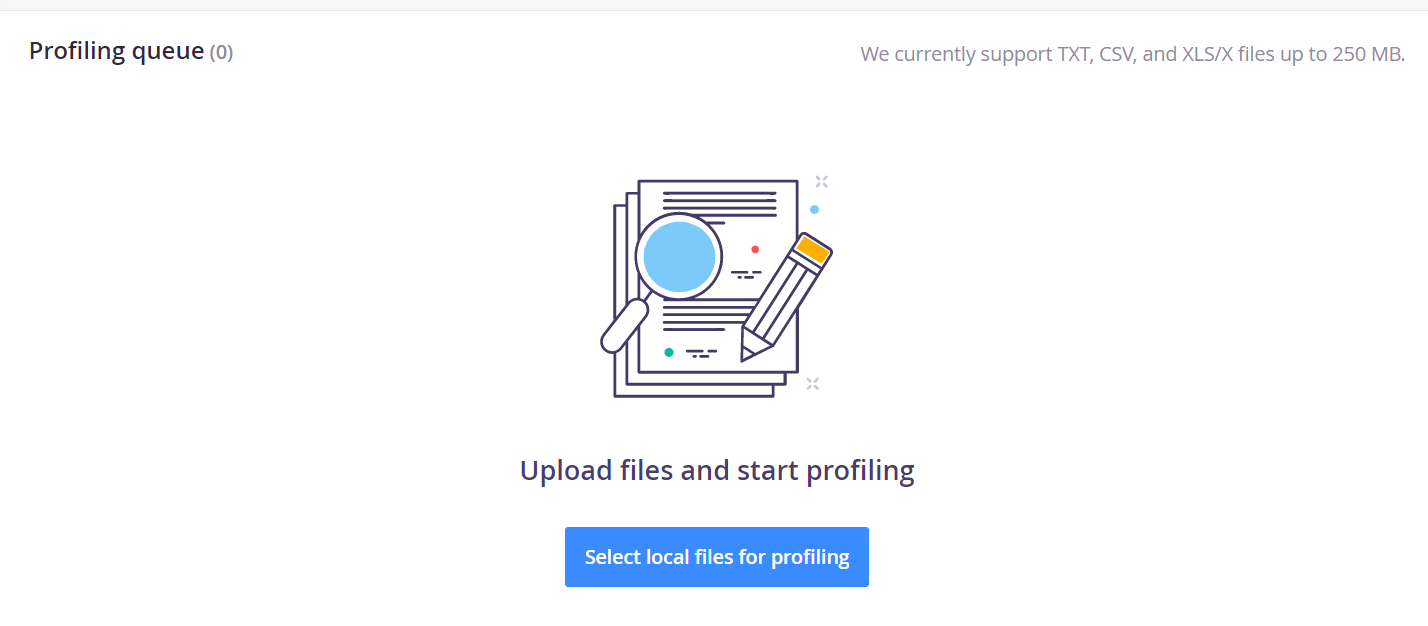 Profiling queue (0)
We currently support TXT, CSV, and XLS/X files up to 250 MB.
Upload files and start profiling
Select local files for profiling